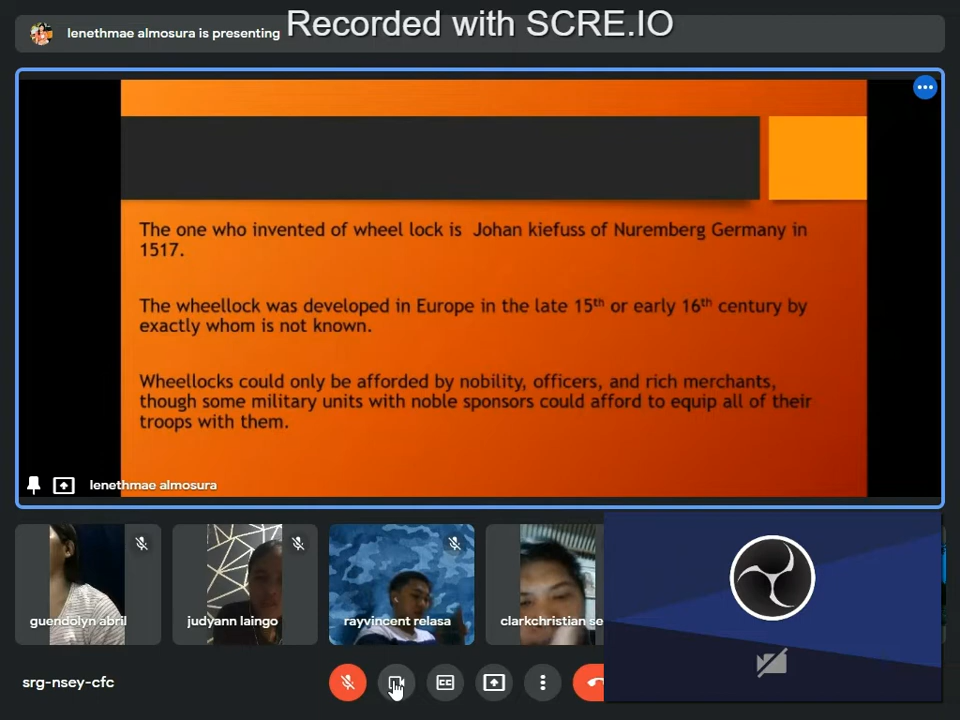 Recorded with SCRE.IO
lenethmae almosura is presenting
The one who invented of wheel lock is Johan kiefuss of Nuremberg Germany in
1517.
The wheellock was developed in Europe in the late 15th or early 16th century by
exactly whom is not known.
Wheellocks could only be afforded by nobility, officers, and rich merchants,
though some military units with noble sponsors could afford to equip all of their
troops with them.
lenethmae almosura
guendolyn abril
judyann laingo
rayvincent relasa
clarkchristian se
srg-nsey-cfc
CC